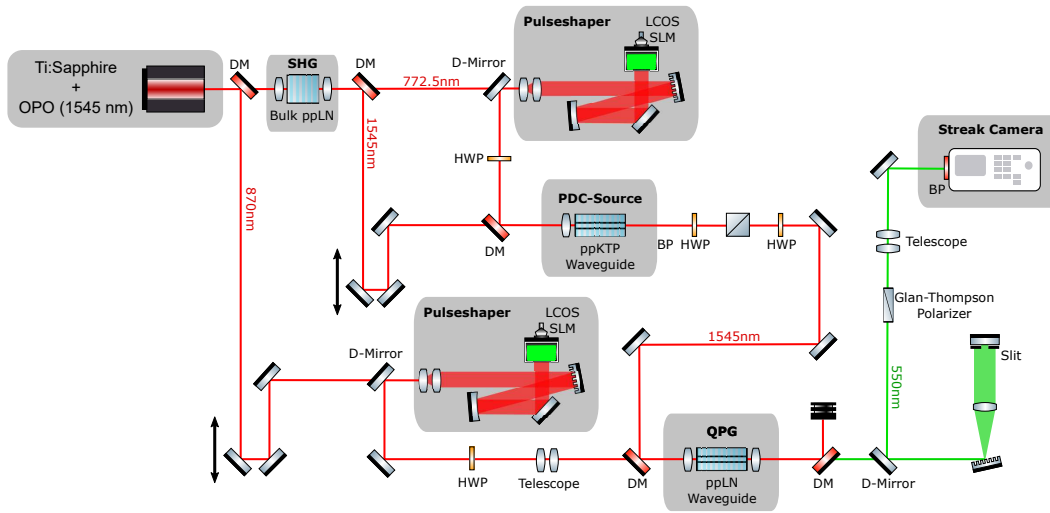 Ti:Sapphire
+
OPO (1545 nm)
DM
SHG
Bulk ppLN
DM
772.5nm
D-Mirror
Pulseshaper
LCOS
SLM
1545nm
870nm
HWP
DM
PDC-Source
ppKTP
Waveguide
BP
HWP
HWP
Streak Camera
BP
Telescope
Glan-Thompson
Polarizer
Slit
550nm
1545nm
Pulseshaper
LCOS
SLM
D-Mirror
HWP
Telescope
DM
QPG
ppLN
Waveguide
DM
D-Mirror